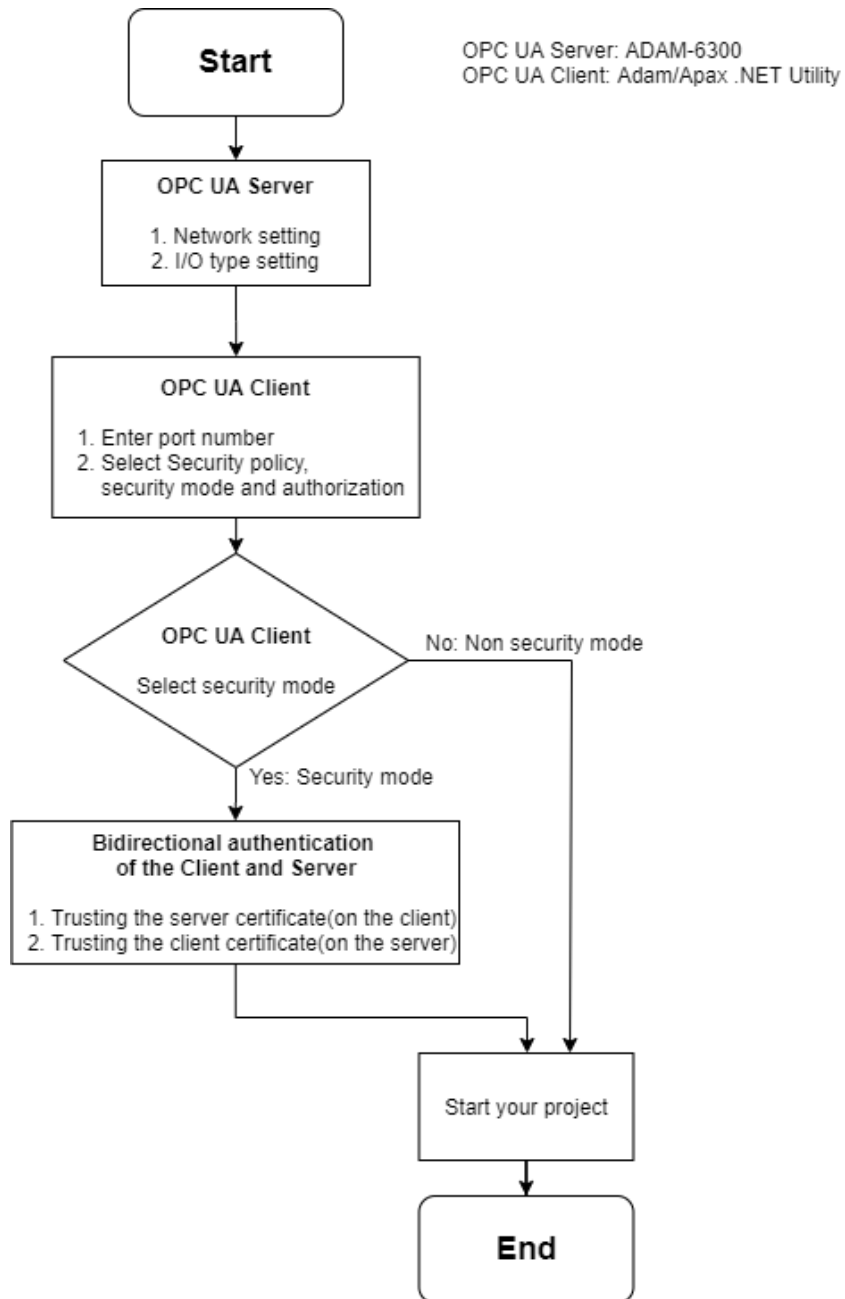 Start
OPC UA Server: ADAM-6300
OPC UA Client: Adam/Apax .NET Utility
OPC UA Server
1. Network setting
2. I/O type setting
OPC UA Client
1. Enter port number
2. Select Security policy,
security mode and authorization
OPC UA Client
Select security mode
No: Non security mode
Yes: Security mode
Bidirectional authentication
of the Client and Server
1. Trusting the server certificate(on the client)
2. Trusting the client certificate(on the server)
Start your project
End